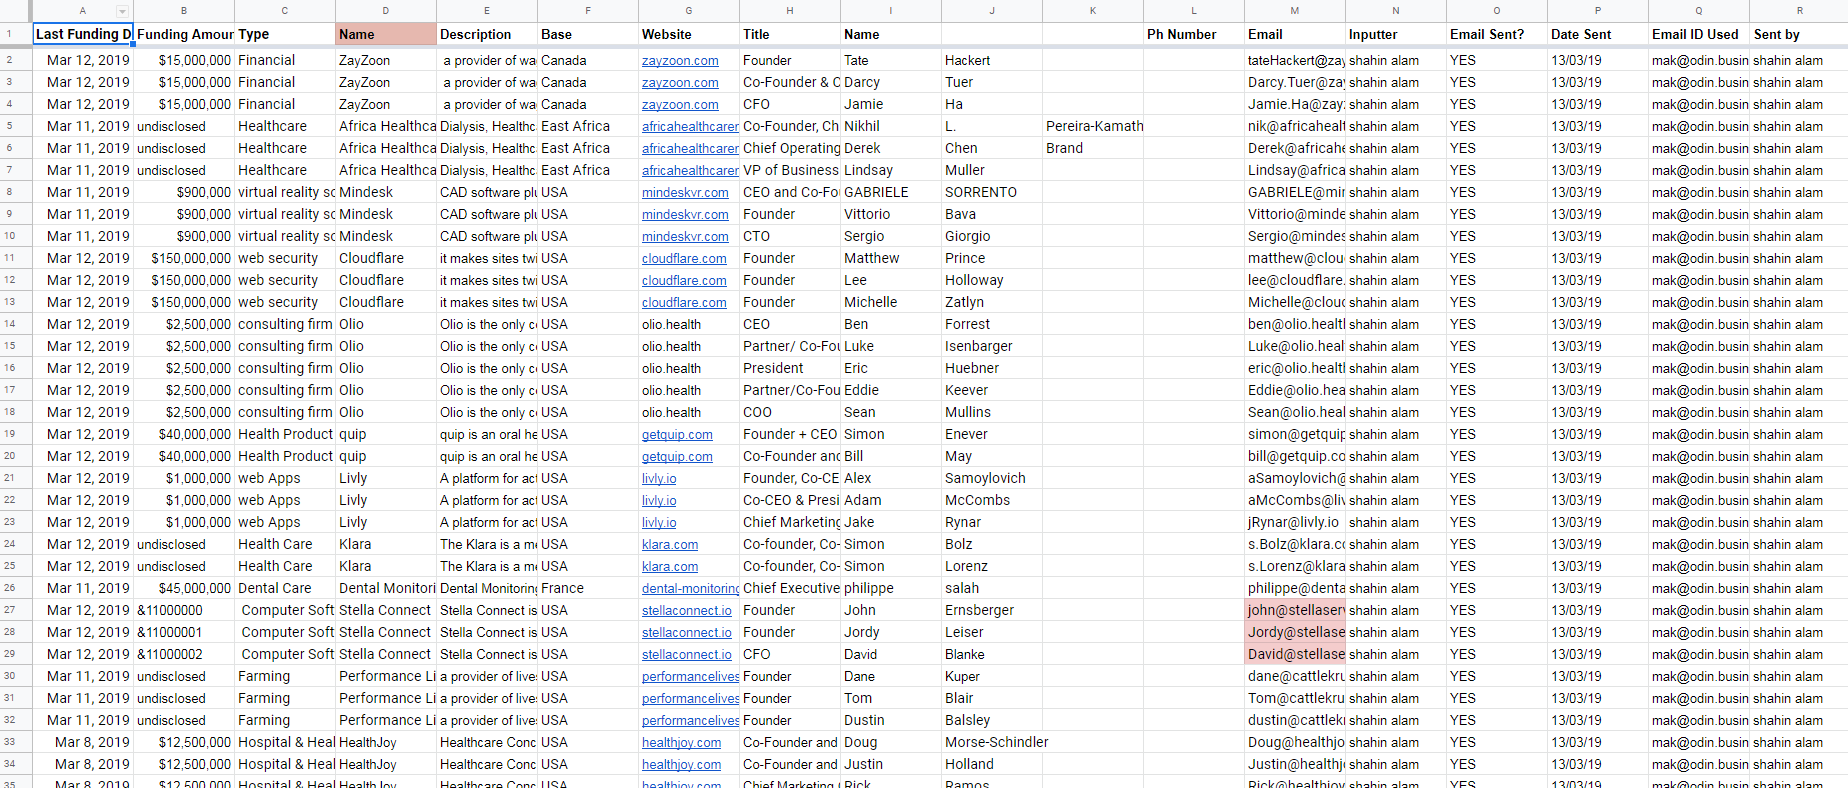 A B C D E F G H I J K L M N O P Q R
1 Last Funding D Funding Amour Type Name Description Base Website Title Name Ph Number Email Inputter Email Sent? Date Sent Email ID Used Sent by
2 Mar 12, 2019 $15,000,000 Financial ZayZoon a provider of wa Canada zayzoon.com Founder Tate Hackert tateHackert@zay shahin alam YES 13/03/19 mak@odin.busin shahin alam
3 Mar 12, 2019 $15,000,000 Financial ZayZoon a provider of wa Canada zayzoon.com Co-Founder & C Darcy Tuer Darcy.Tuer@zay shahin alam YES 13/03/19 mak@odin.busin shahin alam
4 Mar 12, 2019 $15,000,000 Financial ZayZoon a provider of wa Canada zayzoon.com CFO Jamie Ha Jamie.Ha@zay shahin alam YES 13/03/19 mak@odin.busin shahin alam
5 Mar 11, 2019 undisclosed Healthcare Africa Healthca Dialysis, Healthc East Africa africahealthcarer Co-Founder, Ch Nikhil L. Pereira-Kamath nik@africahealt shahin alam YES 13/03/19 mak@odin.busin shahin alam
6 Mar 11, 2019 undisclosed Healthcare Africa Healthca Dialysis, Healthc East Africa africahealthcarer Chief Operating Derek Chen Brand Derek@africahe shahin alam YES 13/03/19 mak@odin.busin shahin alam
7 Mar 11, 2019 undisclosed Healthcare Africa Healthca Dialysis, Healthc East Africa africahealthcarer VP of Business Lindsay Muller Lindsay@africa shahin alam YES 13/03/19 mak@odin.busin shahin alam
8 Mar 11, 2019 $900,000 virtual reality so Mindesk CAD software plu USA mindeskvr.com CEO and Co-Fou GABRIELE SORRENTO GABRIELE@min shahin alam YES 13/03/19 mak@odin.busin shahin alam
9 Mar 11, 2019 $900,000 virtual reality so Mindesk CAD software plu USA mindeskvr.com Founder Vittorio Bava Vittorio@minde shahin alam YES 13/03/19 mak@odin.busin shahin alam
10 Mar 11, 2019 $900,000 virtual reality so Mindesk CAD software plu USA mindeskvr.com CTO Sergio Giorgio Sergio@mindes shahin alam YES 13/03/19 mak@odin.busin shahin alam
11 Mar 12, 2019 $150,000,000 web security Cloudflare it makes sites twi USA cloudflare.com Founder Matthew Prince matthew@clou shahin alam YES 13/03/19 mak@odin.busin shahin alam
12 Mar 12, 2019 $150,000,000 web security Cloudflare it makes sites twi USA cloudflare.com Founder Lee Holloway lee@cloudflare. shahin alam YES 13/03/19 mak@odin.busin shahin alam
13 Mar 12, 2019 $150,000,000 web security Cloudflare it makes sites twi USA cloudflare.com Founder Michelle Zatlyn Michelle@clouc shahin alam YES 13/03/19 mak@odin.busin shahin alam
14 Mar 12, 2019 $2,500,000 consulting firm Olio Olio is the only c USA olio.health CEO Ben Forrest ben@olio.healt shahin alam YES 13/03/19 mak@odin.busin shahin alam
15 Mar 12, 2019 $2,500,000 consulting firm Olio Olio is the only c USA olio.health Partner/ Co-Fou Luke Isenbarger Luke@olio.heal shahin alam YES 13/03/19 mak@odin.busin shahin alam
16 Mar 12, 2019 $2,500,000 consulting firm Olio Olio is the only c USA olio.health President Eric Huebner eric@olio.healt shahin alam YES 13/03/19 mak@odin.busin shahin alam
17 Mar 12, 2019 $2,500,000 consulting firm Olio Olio is the only c USA olio.health Partner/Co-Fou Eddie Keever Eddie@olio.hea shahin alam YES 13/03/19 mak@odin.busin shahin alam
18 Mar 12, 2019 $2,500,000 consulting firm Olio Olio is the only c USA olio.health COO Sean Mullins Sean@olio.heal shahin alam YES 13/03/19 mak@odin.busin shahin alam
19 Mar 12, 2019 $40,000,000 Health Product quip quip is an oral he USA getquip.com Founder + CEO Simon Enever simon@getquip shahin alam YES 13/03/19 mak@odin.busin shahin alam
20 Mar 12, 2019 $40,000,000 Health Product quip quip is an oral he USA getquip.com Co-Founder and Bill May bill@getquip.co shahin alam YES 13/03/19 mak@odin.busin shahin alam
21 Mar 12, 2019 $1,000,000 web Apps Livly A platform for act USA livly.io Founder, Co-CE Alex Samoylovich aSamoylovich@ shahin alam YES 13/03/19 mak@odin.busin shahin alam
22 Mar 12, 2019 $1,000,000 web Apps Livly A platform for act USA livly.io Co-CEO & Presi Adam McCombs aMcCombs@liv shahin alam YES 13/03/19 mak@odin.busin shahin alam
23 Mar 12, 2019 $1,000,000 web Apps Livly A platform for act USA livly.io Chief Marketing Jake Rynar jRynar@livly.io shahin alam YES 13/03/19 mak@odin.busin shahin alam
24 Mar 12, 2019 undisclosed Health Care Klara The Klara is a me USA klara.com Co-founder, Co- Simon Bolz s.Bolz@klara.cc shahin alam YES 13/03/19 mak@odin.busin shahin alam
25 Mar 12, 2019 undisclosed Health Care Klara The Klara is a me USA klara.com Co-founder, Co- Simon Lorenz s.Lorenz@klara shahin alam YES 13/03/19 mak@odin.busin shahin alam
26 Mar 11, 2019 $45,000,000 Dental Care Dental Monitori Dental Monitoring France dental-monitoring Chief Executive philippe salah philippe@denta shahin alam YES 13/03/19 mak@odin.busin shahin alam
27 Mar 12, 2019 &11000000 Computer Soft Stella Connect Stella Connect is USA stellaconnect.io Founder John Ernsberger john@stellaserv shahin alam YES 13/03/19 mak@odin.busin shahin alam
28 Mar 12, 2019 &11000001 Computer Soft Stella Connect Stella Connect is USA stellaconnect.io Founder Jordy Leiser Jordy@stellase shahin alam YES 13/03/19 mak@odin.busin shahin alam
29 Mar 12, 2019 &11000002 Computer Soft Stella Connect Stella Connect is USA stellaconnect.io CFO David Blanke David@stellase shahin alam YES 13/03/19 mak@odin.busin shahin alam
30 Mar 11, 2019 undisclosed Farming Performance Li a provider of live USA performancelives Founder Dane Kuper dane@cattlekru shahin alam YES 13/03/19 mak@odin.busin shahin alam
31 Mar 11, 2019 undisclosed Farming Performance Li a provider of live USA performancelives Founder Tom Blair Tom@cattlekru shahin alam YES 13/03/19 mak@odin.busin shahin alam
32 Mar 11, 2019 undisclosed Farming Performance Li a provider of live USA performancelives Founder Dustin Balsley dustin@cattlek shahin alam YES 13/03/19 mak@odin.busin shahin alam
33 Mar 8, 2019 $12,500,000 Hospital & Heal HealthJoy Healthcare Conc USA healthjoy.com Co-Founder and Doug Morse-Schindler Doug@healthjo shahin alam YES 13/03/19 mak@odin.busin shahin alam
34 Mar 8, 2019 $12,500,000 Hospital & Heal HealthJoy Healthcare Conc USA healthjoy.com Co-Founder and Justin Holland Justin@healthj shahin alam YES 13/03/19 mak@odin.busin shahin alam
35 Mar 8, 2019 $12,500,000 Hospital & Heal HealthJoy Healthcare Conc USA healthjoy.com Chief Marketing Rick Ramos Rick@healthjoy shahin alam YES 13/03/19 mak@odin.busin shahin alam